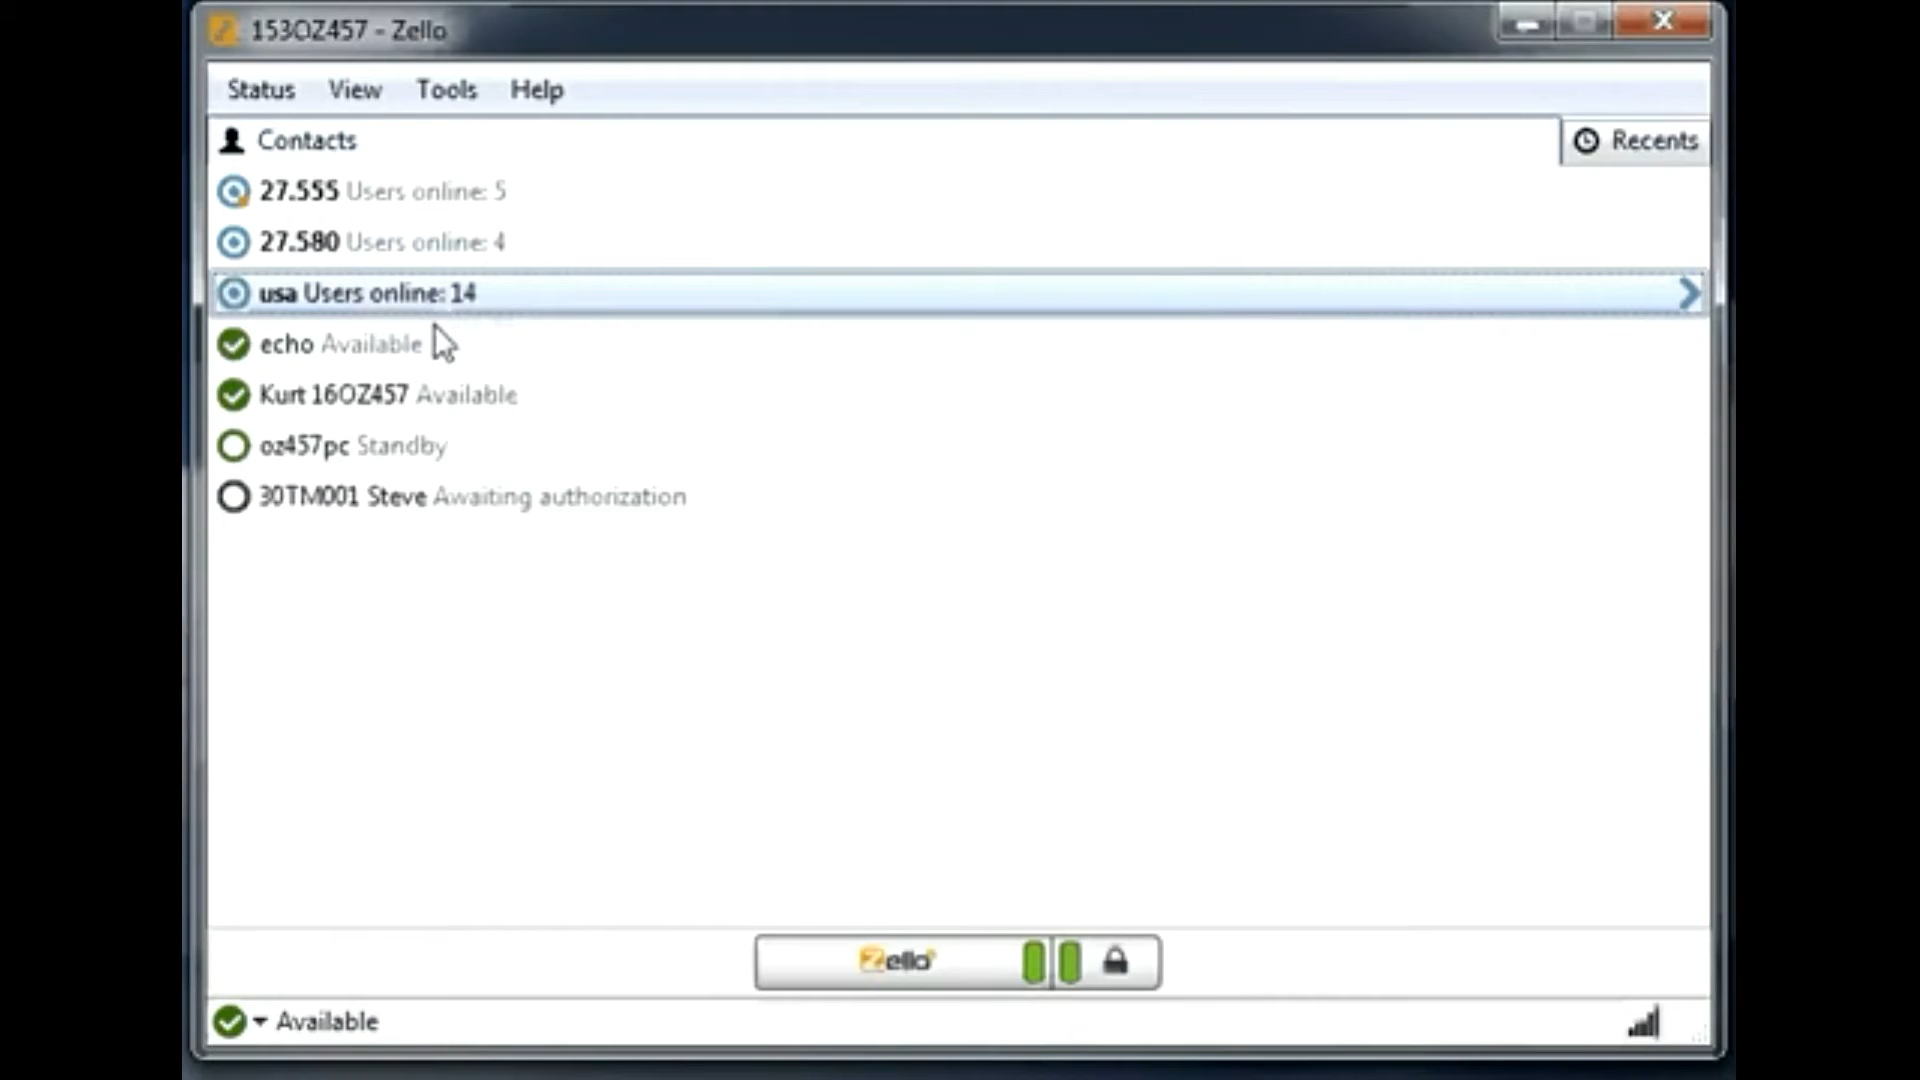 153OZ457 - Zello
Status View Tools Help
Contacts Recents
27.555 Users online: 5
27.580 Users online: 4
usa Users online: 14
echo Available
Kurt 16OZ457 Available
oz457pc Standby
30TM001 Steve Awaiting authorization
Zello
Available